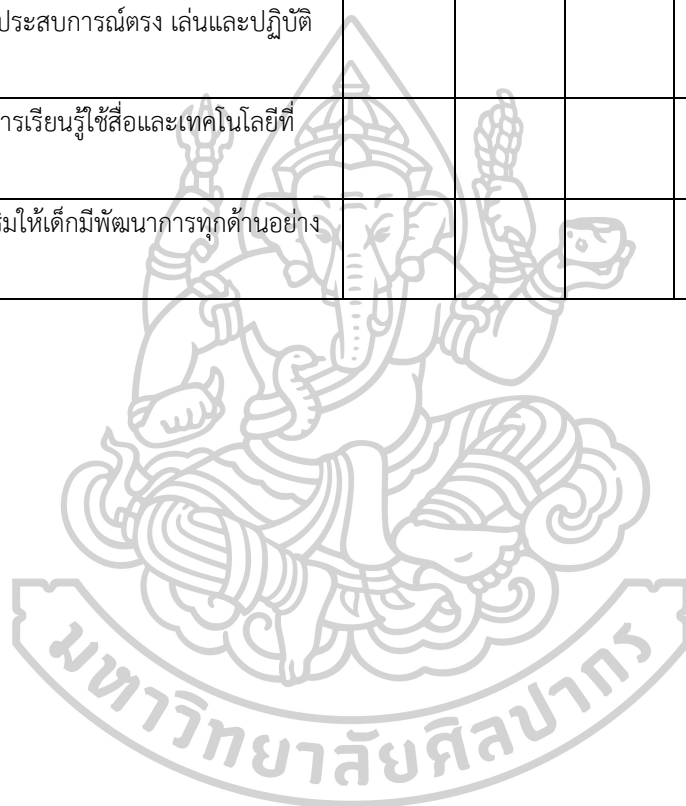 ประสบการณ์ตรง เล่นและปฏิบัติ
การเรียนรู้ใช้สื่อและเทคโนโลยีที่
ให้เด็กมีพัฒนาการทุกด้านอย่าง
มหาวิทยาลัยศิลปากร